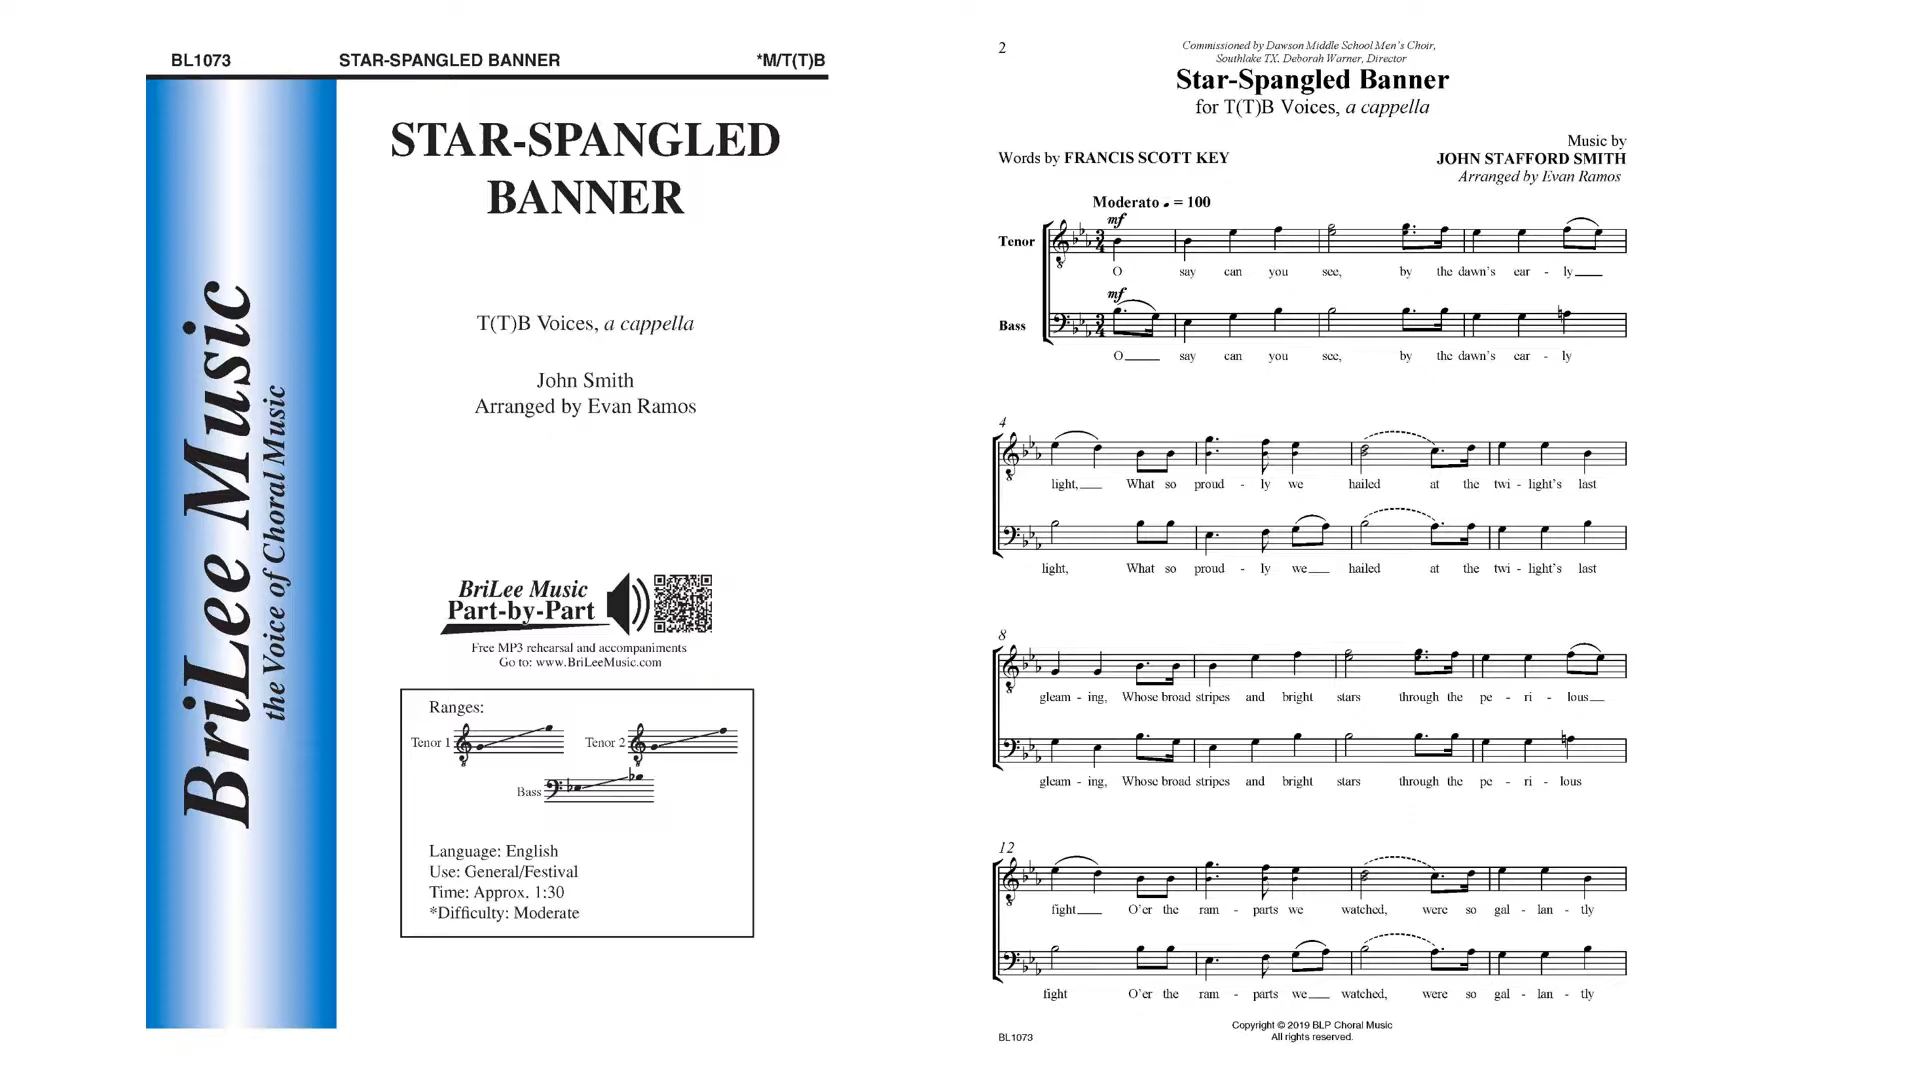 BL1073 STAR-SPANGLED BANNER *M/T(T)B
BriLee Music
the Voice of Choral Music
STAR-SPANGLED
BANNER
T(T)B Voices, a cappella
John Smith
Arranged by Evan Ramos
BriLee Music
Part-by-Part
Free MP3 rehearsal and accompaniments
Go to: www.BriLeeMusic.com
Ranges:
Tenor 1 Tenor 2
Bass
Language: English
Use: General/Festival
Time: Approx. 1:30
*Difficulty: Moderate
2
Commissioned by Dawson Middle School Men's Choir,
Southlake TX. Deborah Warner, Director
Star-Spangled Banner
for T(T)B Voices, a cappella
Words by FRANCIS SCOTT KEY
Music by
JOHN STAFFORD SMITH
Arranged by Evan Ramos
Moderato ♩ = 100
mf
Tenor
O say can you see, by the dawn's ear - ly
mf
Bass
O say can you see, by the dawn's ear - ly
4
light, What so proud - ly we hailed at the twi - light's last
light, What so proud - ly we hailed at the twi - light's last
8
gleam - ing, Whose broad stripes and bright stars through the pe - ri - lous
gleam - ing, Whose broad stripes and bright stars through the pe - ri - lous
12
fight O'er the ram - parts we watched, were so gal - lan - tly
fight O'er the ram - parts we watched, were so gal - lan - tly
Copyright © 2019 BLP Choral Music
All rights reserved.
BL1073